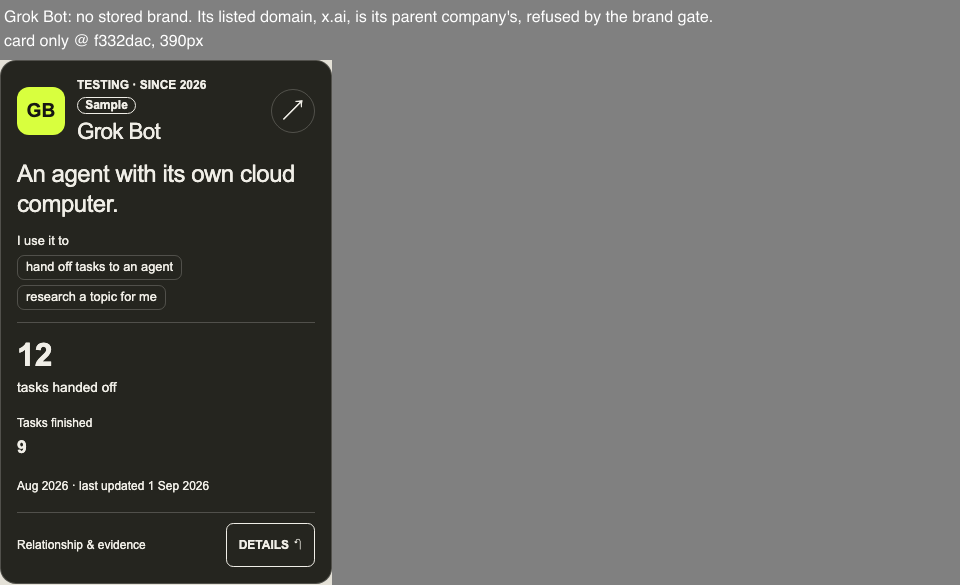 Grok Bot: no stored brand. Its listed domain, x.ai, is its parent company's, refused by the brand gate.
card only @ f332dac, 390px
GB
TESTING · SINCE 2026
Sample
Grok Bot
An agent with its own cloud
computer.
I use it to
hand off tasks to an agent
research a topic for me
12
tasks handed off
Tasks finished
9
Aug 2026 · last updated 1 Sep 2026
Relationship & evidence
DETAILS